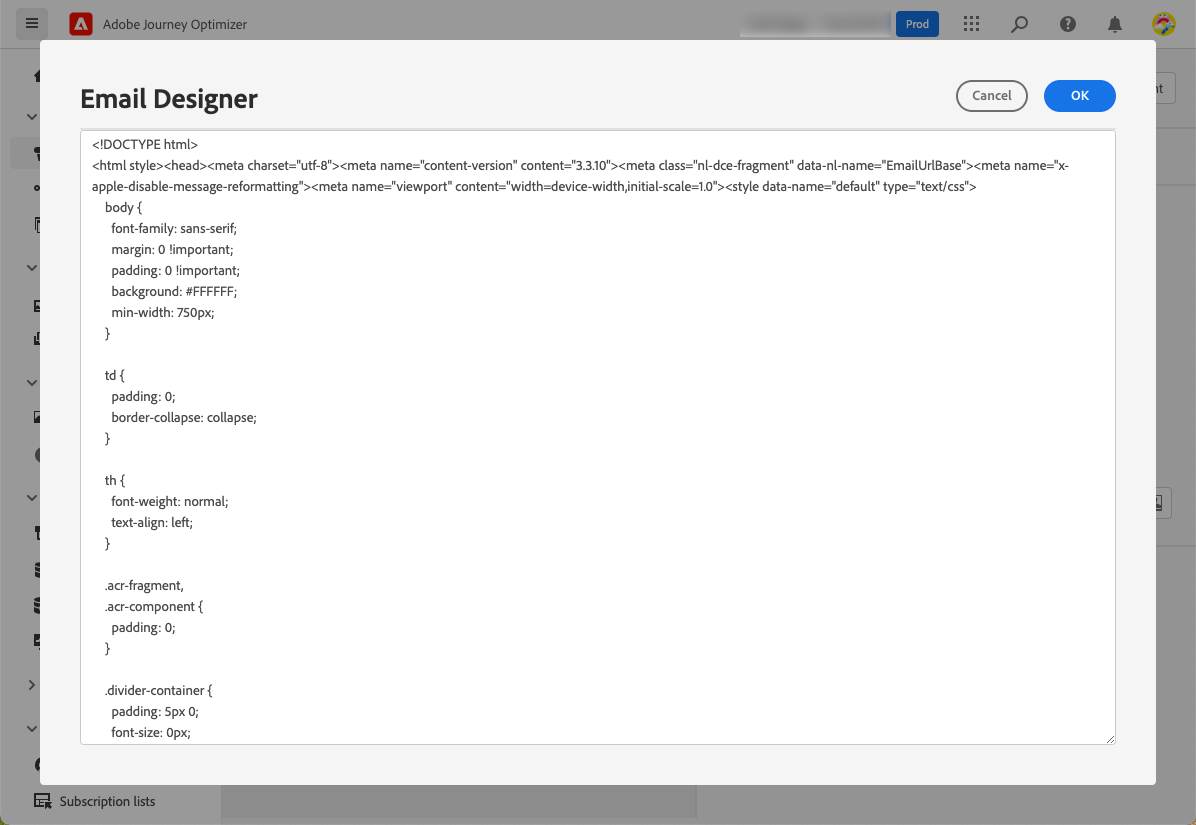 Adobe Journey Optimizer
Prod
Email Designer
Cancel
OK
nt
<!DOCTYPE html>
<html style><head><meta charset="utf-8"><meta name="content-version" content="3.3.10"><meta class="nl-dce-fragment" data-nl-name="EmailUrlBase"><meta name="x-
apple-disable-message-reformatting"><meta name="viewport" content="width=device-width,initial-scale=1.0"><style data-name="default" type="text/css">
body {
font-family: sans-serif;
margin: 0 !important;
padding: 0 !important;
background: #FFFFFF;
min-width: 750px;
}
td {
padding: 0;
border-collapse: collapse;
}
th {
font-weight: normal;
text-align: left;
}
.acr-fragment,
.acr-component {
padding: 0;
}
.divider-container {
padding: 5px 0;
font-size: 0px;
Subscription lists